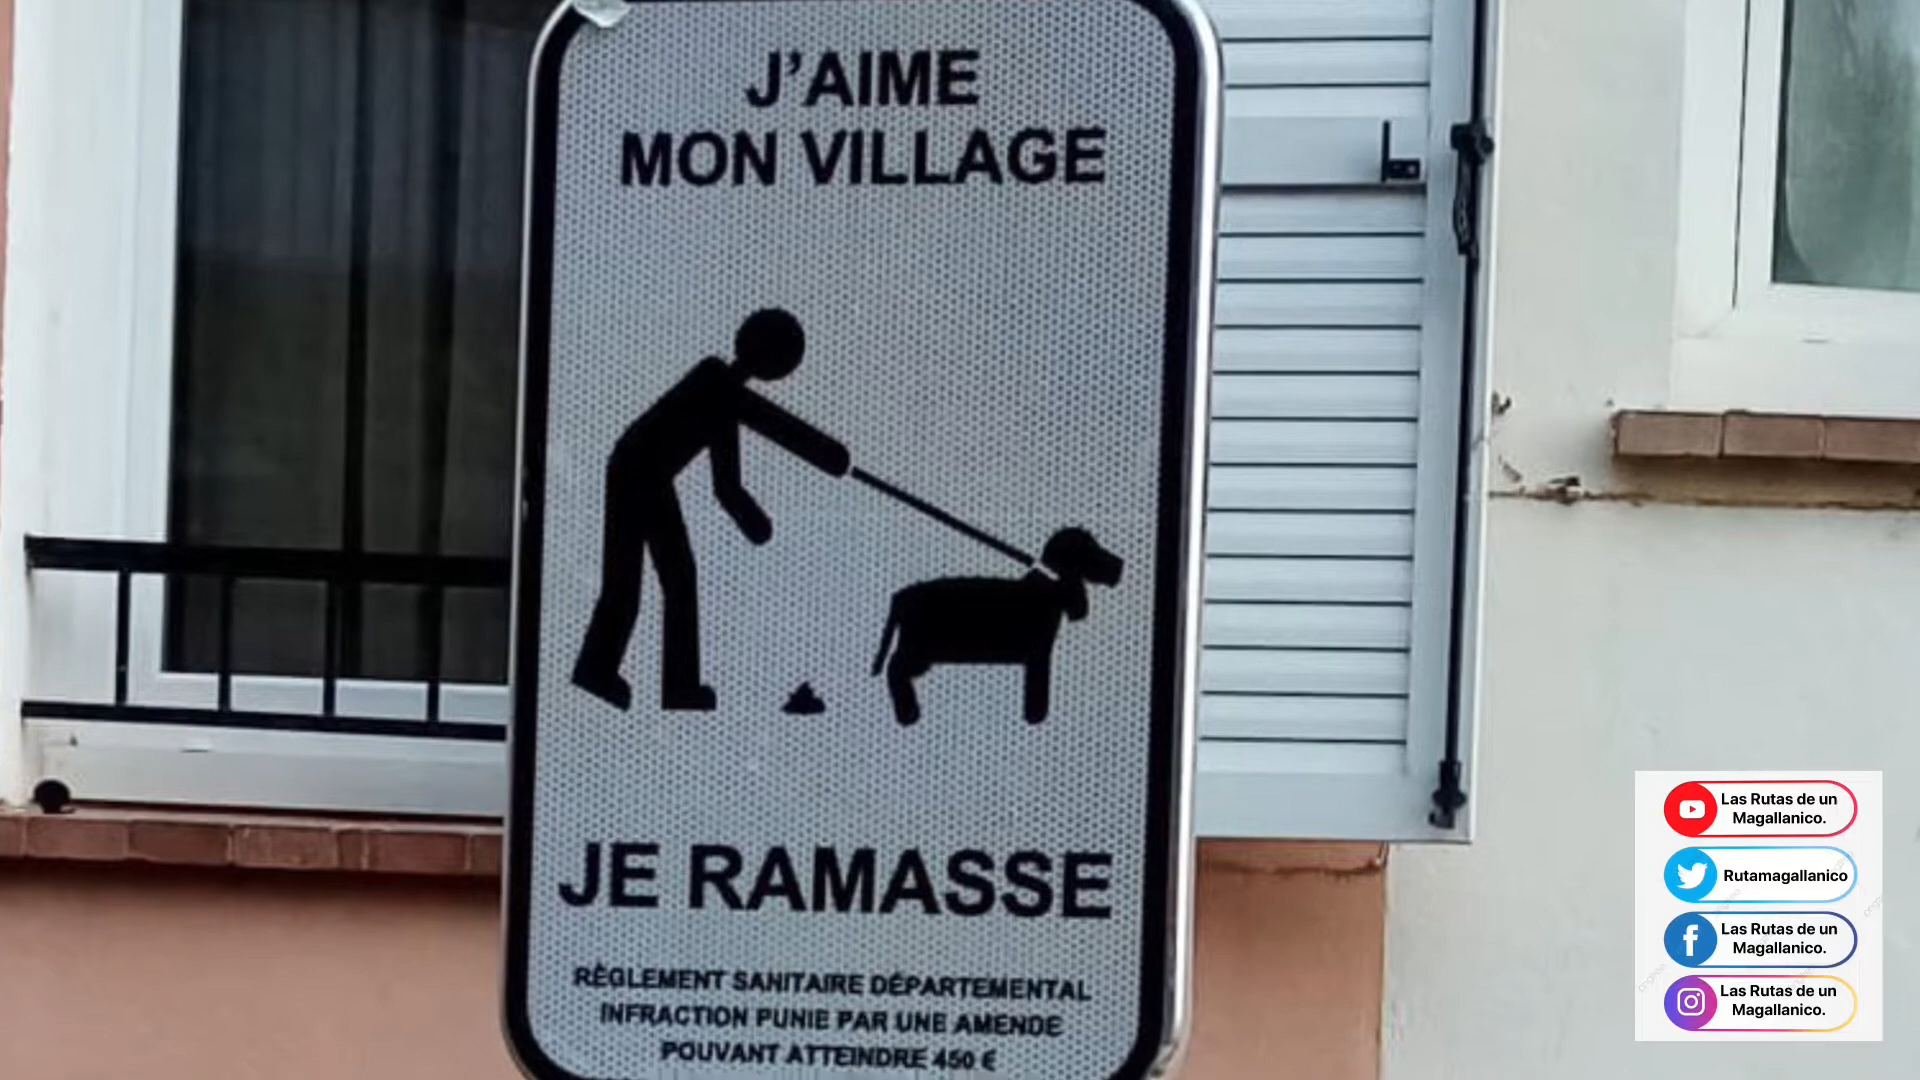 J'AIME
MON VILLAGE
JE RAMASSE
RÈGLEMENT SANITAIRE DÉPARTEMENTAL
INFRACTION PUNIE PAR UNE AMENDE
POUVANT ATTEINDRE 450 €
Las Rutas de un
Magallanico.
Rutamagallanico
Las Rutas de un
Magallanico.
Las Rutas de un
Magallanico.